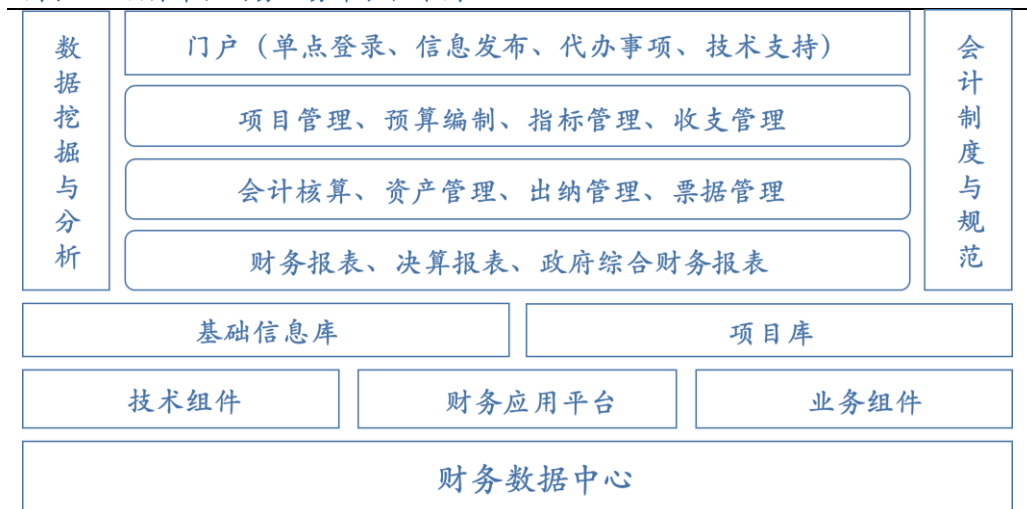 数据挖掘与分析
门户（单点登录、信息发布、代办事项、技术支持）
项目管理、预算编制、指标管理、收支管理
会计核算、资产管理、出纳管理、票据管理
财务报表、决算报表、政府综合财务报表
会计制度与规范
基础信息库
项目库
技术组件
财务应用平台
业务组件
财务数据中心